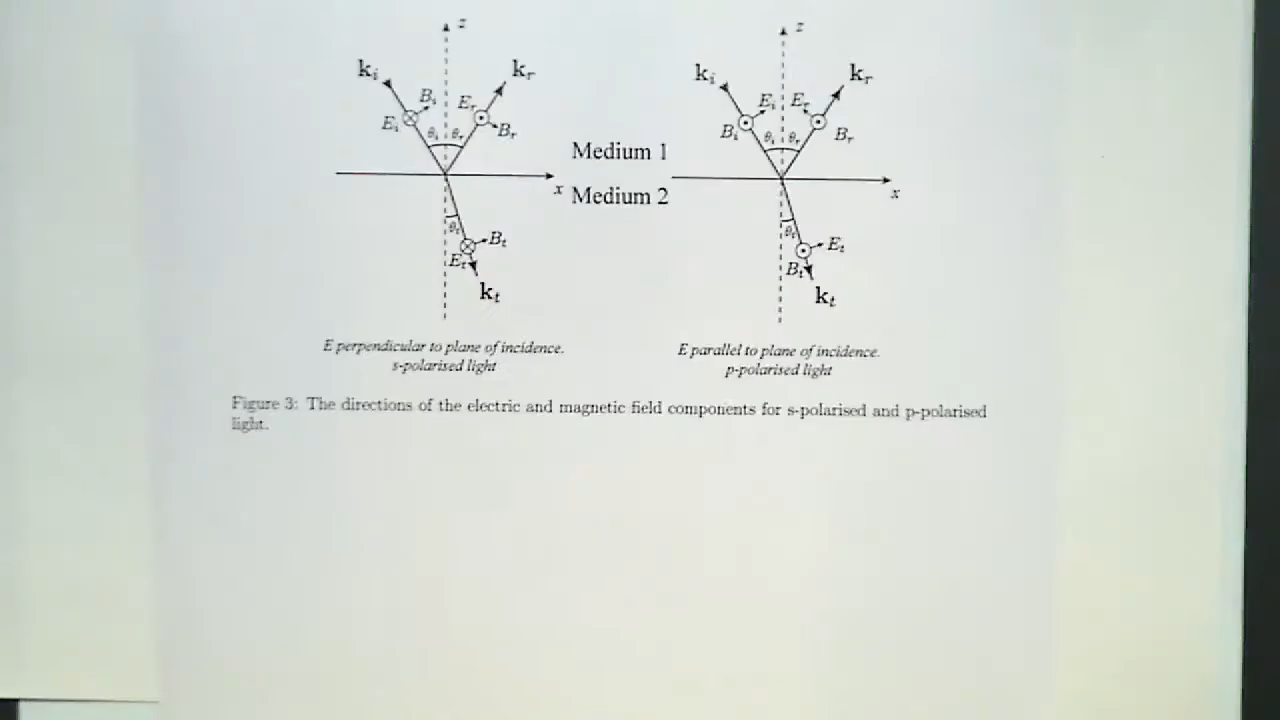 z
z
k_i
k_r
k_i
k_r
B_i
E_r
E_i
E_r
E_i
θ_i
θ_r
B_r
B_i
θ_i
θ_r
B_r
Medium 1
x
Medium 2
x
θ_t
B_t
θ_t
E_t
E_t
B_t
k_t
k_t
E perpendicular to plane of incidence.
s-polarised light
E parallel to plane of incidence.
p-polarised light
Figure 3: The directions of the electric and magnetic field components for s-polarised and p-polarised
light.